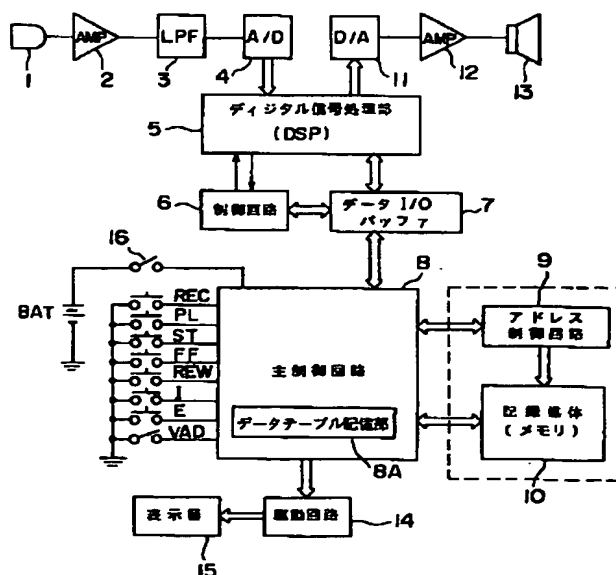 AMP
LPF
A/D
D/A
AMP
1
2
3
4
11
12
13
ディジタル信号処理部
(DSP)
5
制御回路
6
データ I/O
バッファ
7
16
8
BAT
REC
PL
ST
FF
REW
I
E
VAD
主制御回路
データテーブル配信部
8A
9
アドレス
制御回路
記録媒体
(メモリ)
10
表示器
15
駆動回路
14